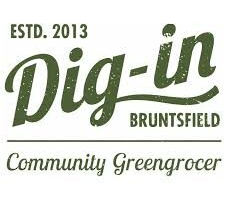 ESTD. 2013
Dig-in
BRUNTSFIELD
Community Greengrocer